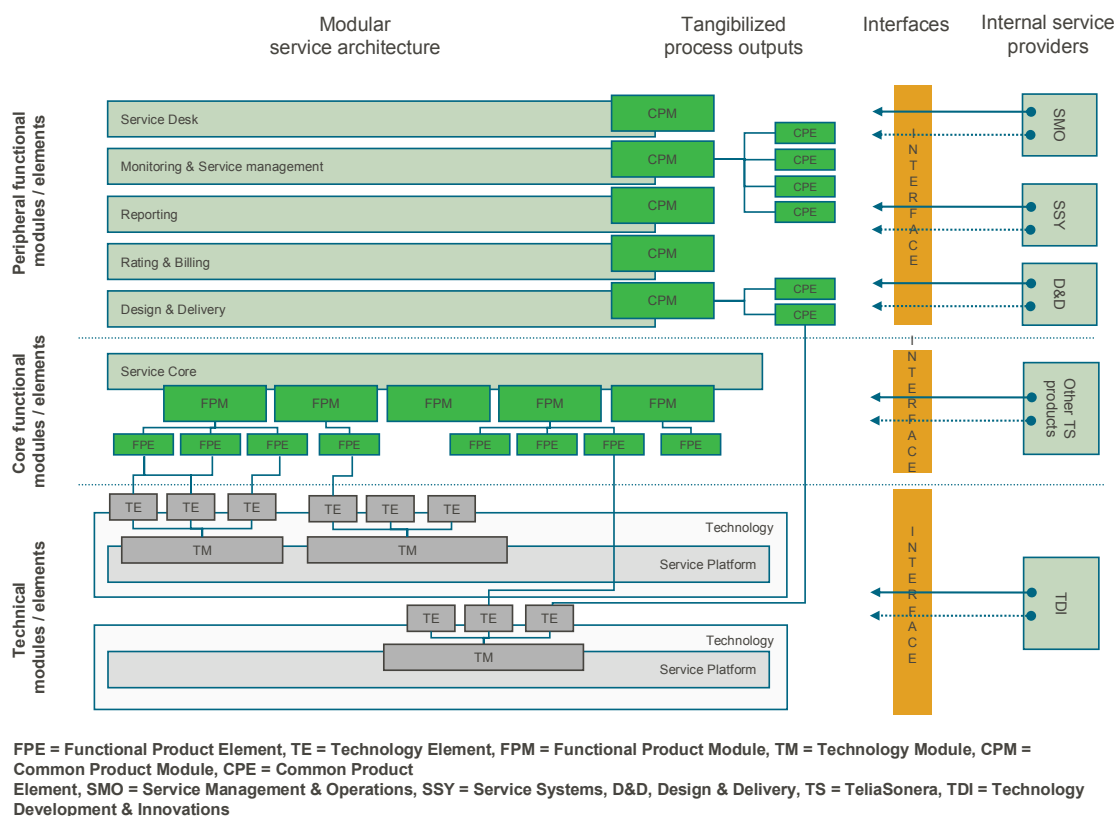 Modular
service architecture
Tangibilized
process outputs
Interfaces
Internal service
providers
Peripheral functional
modules / elements
Service Desk
CPM
Monitoring & Service management
CPM
Reporting
CPM
Rating & Billing
CPM
Design & Delivery
CPM
CPE
CPE
CPE
CPE
CPE
CPE
INTERFACE
SMO
SSY
D&D
Core functional
modules / elements
Service Core
FPM
FPM
FPM
FPM
FPM
FPE
FPE
FPE
FPE
FPE
FPE
FPE
FPE
INTERFACE
Other TS
products
Technical
modules / elements
TE
TE
TE
TE
TE
TE
Technology
TM
TM
Service Platform
TE
TE
TE
Technology
TM
Service Platform
INTERFACE
TDI
FPE = Functional Product Element, TE = Technology Element, FPM = Functional Product Module, TM = Technology Module, CPM =
Common Product Module, CPE = Common Product
Element, SMO = Service Management & Operations, SSY = Service Systems, D&D, Design & Delivery, TS = TeliaSonera, TDI = Technology
Development & Innovations